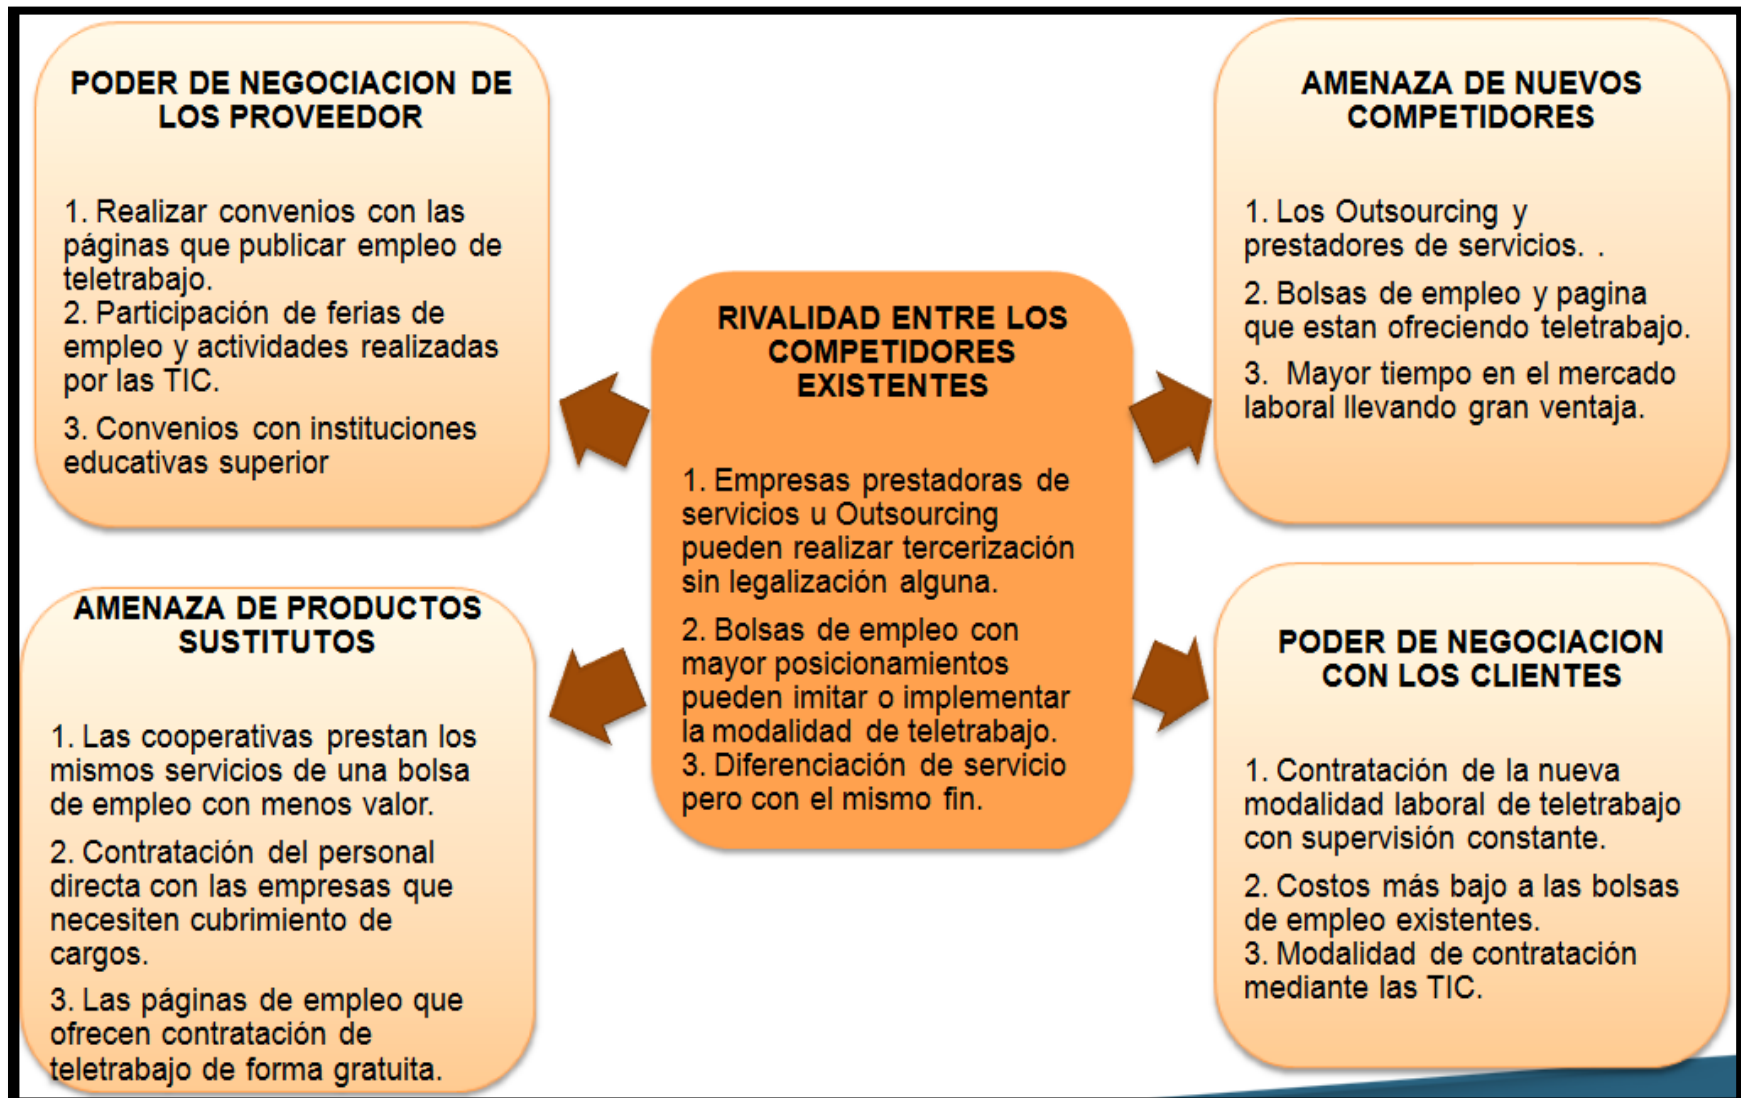 PODER DE NEGOCIACION DE
LOS PROVEEDOR
1. Realizar convenios con las
páginas que publicar empleo de
teletrabajo.
2. Participación de ferias de
empleo y actividades realizadas
por las TIC.
3. Convenios con instituciones
educativas superior
AMENAZA DE NUEVOS
COMPETIDORES
1. Los Outsourcing y
prestadores de servicios. .
2. Bolsas de empleo y pagina
que estan ofreciendo teletrabajo.
3. Mayor tiempo en el mercado
laboral llevando gran ventaja.
RIVALIDAD ENTRE LOS
COMPETIDORES
EXISTENTES
1. Empresas prestadoras de
servicios u Outsourcing
pueden realizar tercerización
sin legalización alguna.
2. Bolsas de empleo con
mayor posicionamientos
pueden imitar o implementar
la modalidad de teletrabajo.
3. Diferenciación de servicio
pero con el mismo fin.
AMENAZA DE PRODUCTOS
SUSTITUTOS
1. Las cooperativas prestan los
mismos servicios de una bolsa
de empleo con menos valor.
2. Contratación del personal
directa con las empresas que
necesiten cubrimiento de
cargos.
3. Las páginas de empleo que
ofrecen contratación de
teletrabajo de forma gratuita.
PODER DE NEGOCIACION
CON LOS CLIENTES
1. Contratación de la nueva
modalidad laboral de teletrabajo
con supervisión constante.
2. Costos más bajo a las bolsas
de empleo existentes.
3. Modalidad de contratación
mediante las TIC.